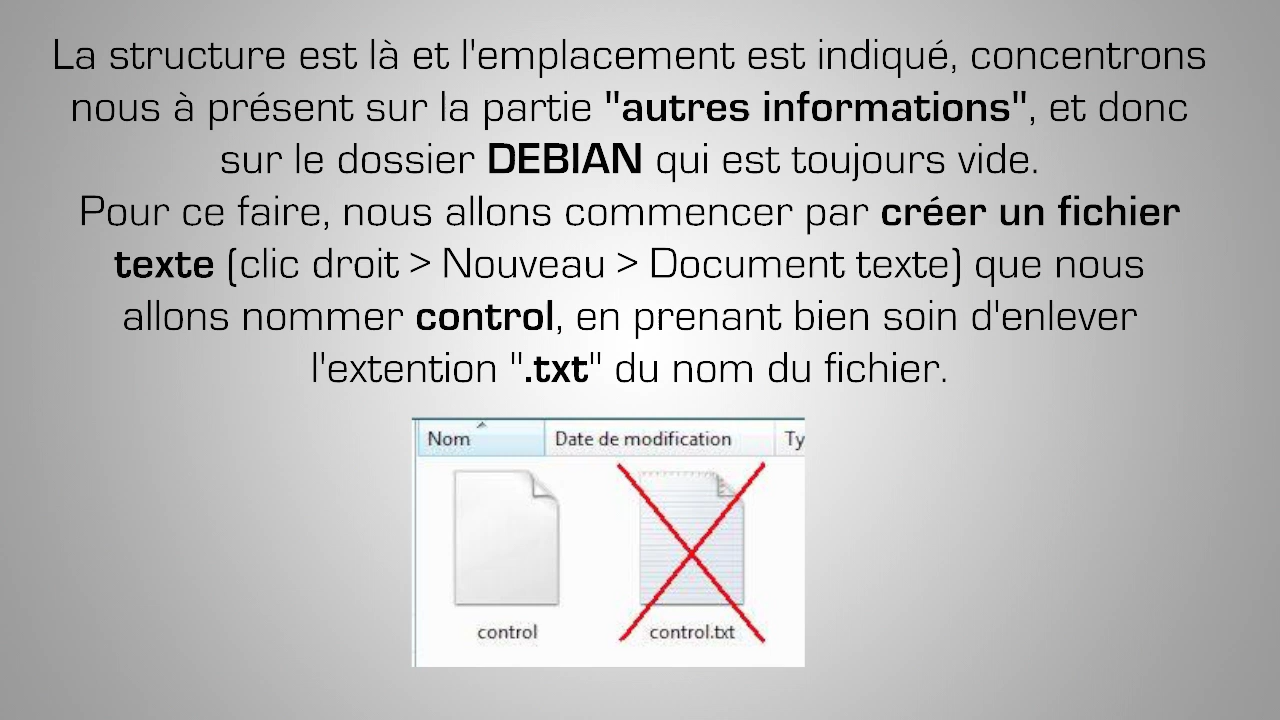 La structure est là et l'emplacement est indiqué, concentrons
nous à présent sur la partie "autres informations", et donc
sur le dossier DEBIAN qui est toujours vide.
Pour ce faire, nous allons commencer par créer un fichier
texte (clic droit > Nouveau > Document texte) que nous
allons nommer control, en prenant bien soin d'enlever
l'extention ".txt" du nom du fichier.
Nom Date de modification Ty
control control.txt